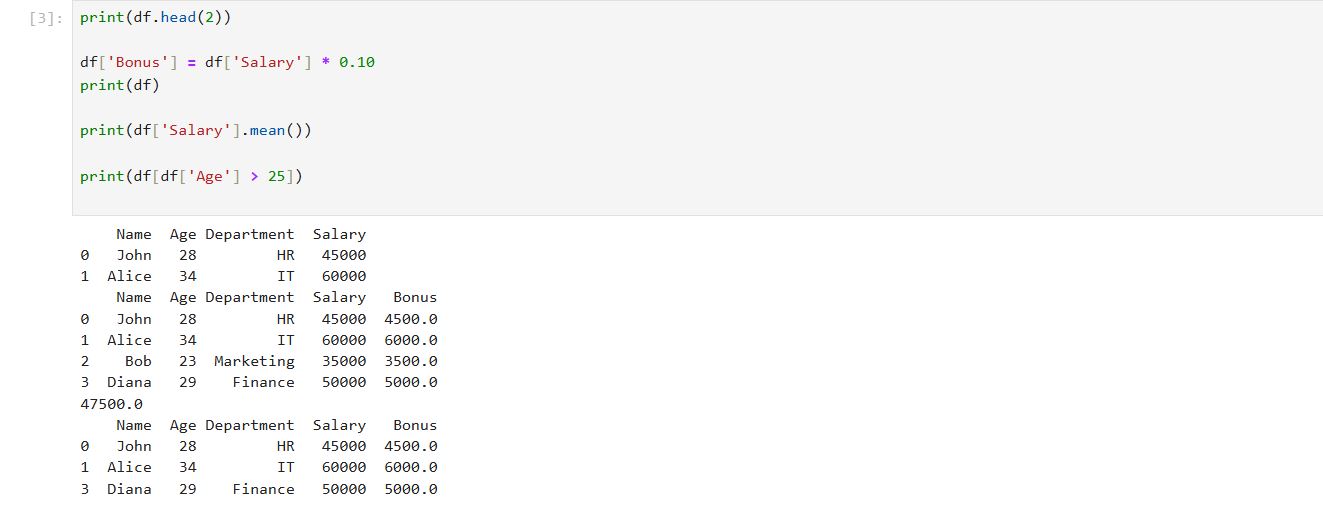 [3]: print(df.head(2))
df['Bonus'] = df['Salary'] * 0.10
print(df)
print(df['Salary'].mean())
print(df[df['Age'] > 25])
    Name  Age Department  Salary
0   John   28         HR   45000
1  Alice   34         IT   60000
    Name  Age Department  Salary   Bonus
0   John   28         HR   45000  4500.0
1  Alice   34         IT   60000  6000.0
2    Bob   23  Marketing   35000  3500.0
3  Diana   29    Finance   50000  5000.0
47500.0
    Name  Age Department  Salary   Bonus
0   John   28         HR   45000  4500.0
1  Alice   34         IT   60000  6000.0
3  Diana   29    Finance   50000  5000.0